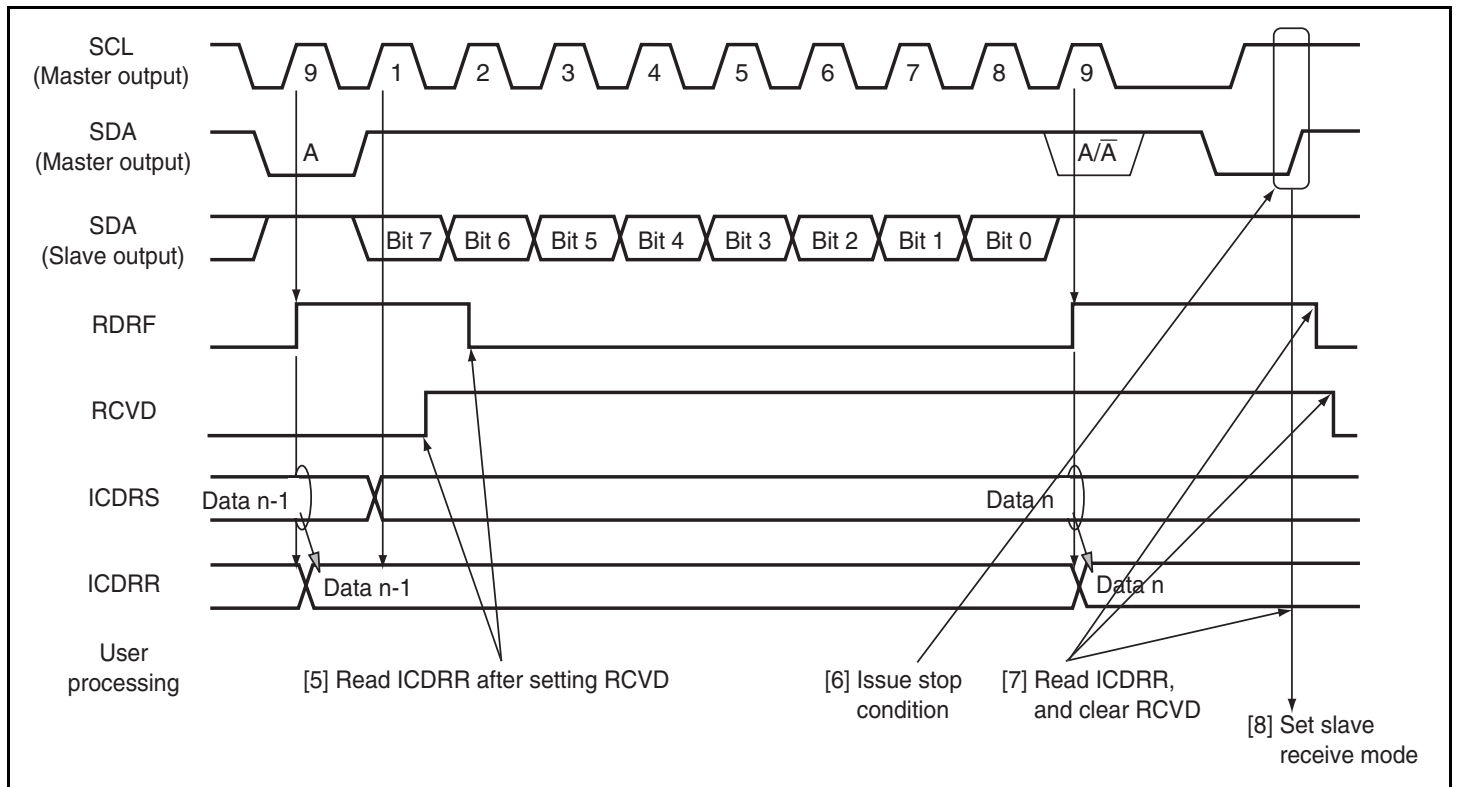 SCL
(Master output)
9 1 2 3 4 5 6 7 8 9
SDA
(Master output)
A A/A̅
SDA
(Slave output)
Bit 7 Bit 6 Bit 5 Bit 4 Bit 3 Bit 2 Bit 1 Bit 0
RDRF
RCVD
ICDRS
Data n-1 Data n
ICDRR
Data n-1 Data n
User
processing
[5] Read ICDRR after setting RCVD
[6] Issue stop
condition
[7] Read ICDRR,
and clear RCVD
[8] Set slave
receive mode